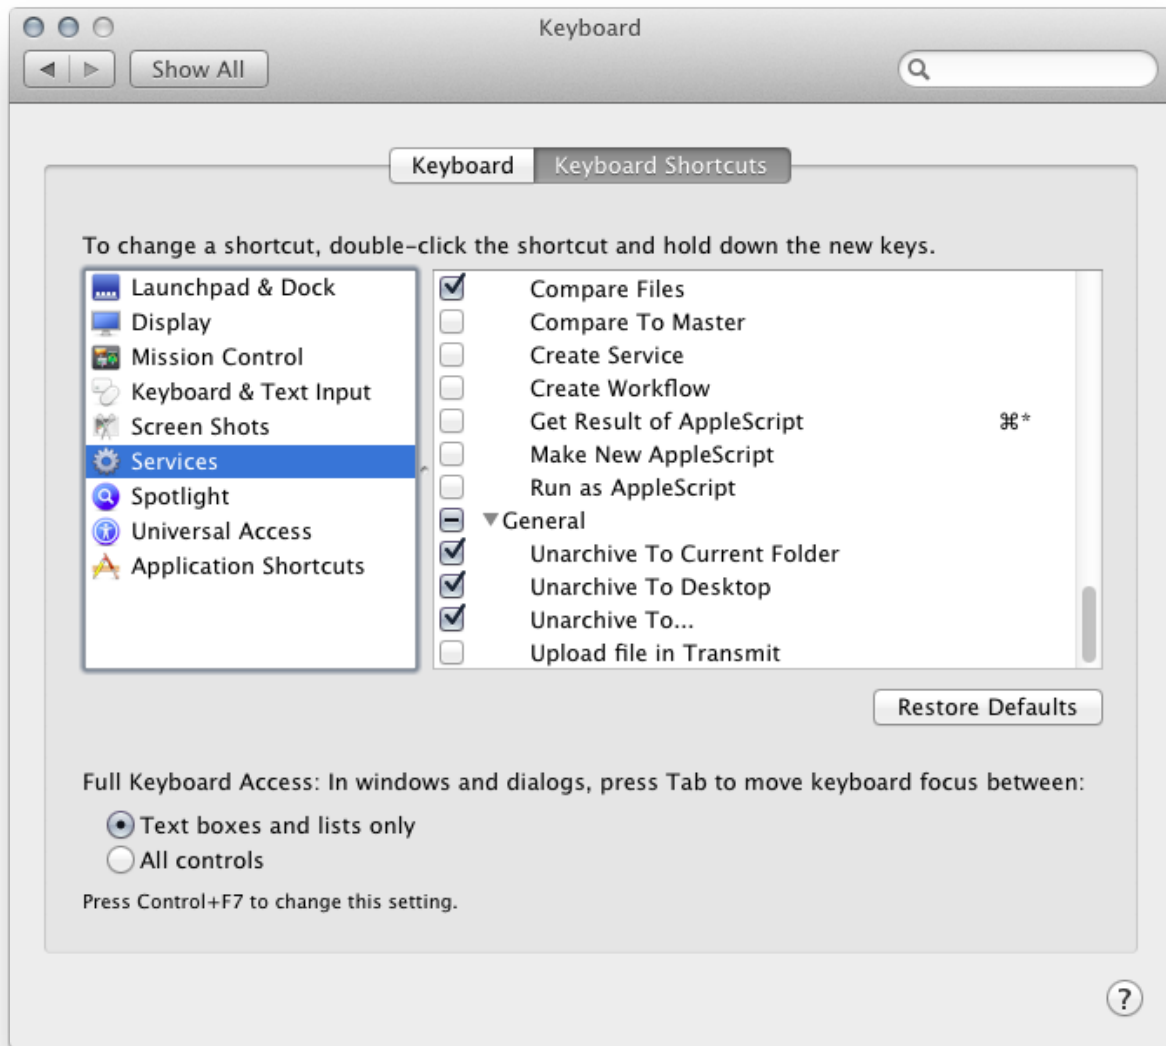 Keyboard
Show All
Keyboard Keyboard Shortcuts
To change a shortcut, double-click the shortcut and hold down the new keys.
Launchpad & Dock
Display
Mission Control
Keyboard & Text Input
Screen Shots
Services
Spotlight
Universal Access
Application Shortcuts
Compare Files
Compare To Master
Create Service
Create Workflow
Get Result of AppleScript ⌘*
Make New AppleScript
Run as AppleScript
General
Unarchive To Current Folder
Unarchive To Desktop
Unarchive To...
Upload file in Transmit
Restore Defaults
Full Keyboard Access: In windows and dialogs, press Tab to move keyboard focus between:
Text boxes and lists only
All controls
Press Control+F7 to change this setting.
?